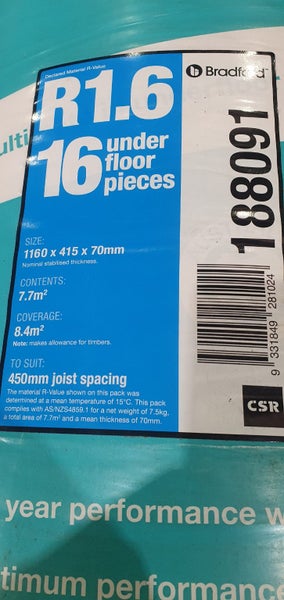 Declared Material R-Value
R1.6
16 under
floor
pieces
SIZE:
1160 x 415 x 70mm
Nominal stabilised thickness.
CONTENTS:
7.7m²
COVERAGE:
8.4m²
Note: makes allowance for timbers.
TO SUIT:
450mm joist spacing
The material R-Value shown on this pack was
determined at a mean temperature of 15°C. This pack
complies with AS/NZS4859.1 for a net weight of 7.5kg,
a total area of 7.7m² and a mean thickness of 70mm.
Bradford
188091
9 331849 281024
CSR
ulti
year performance w
timum performance